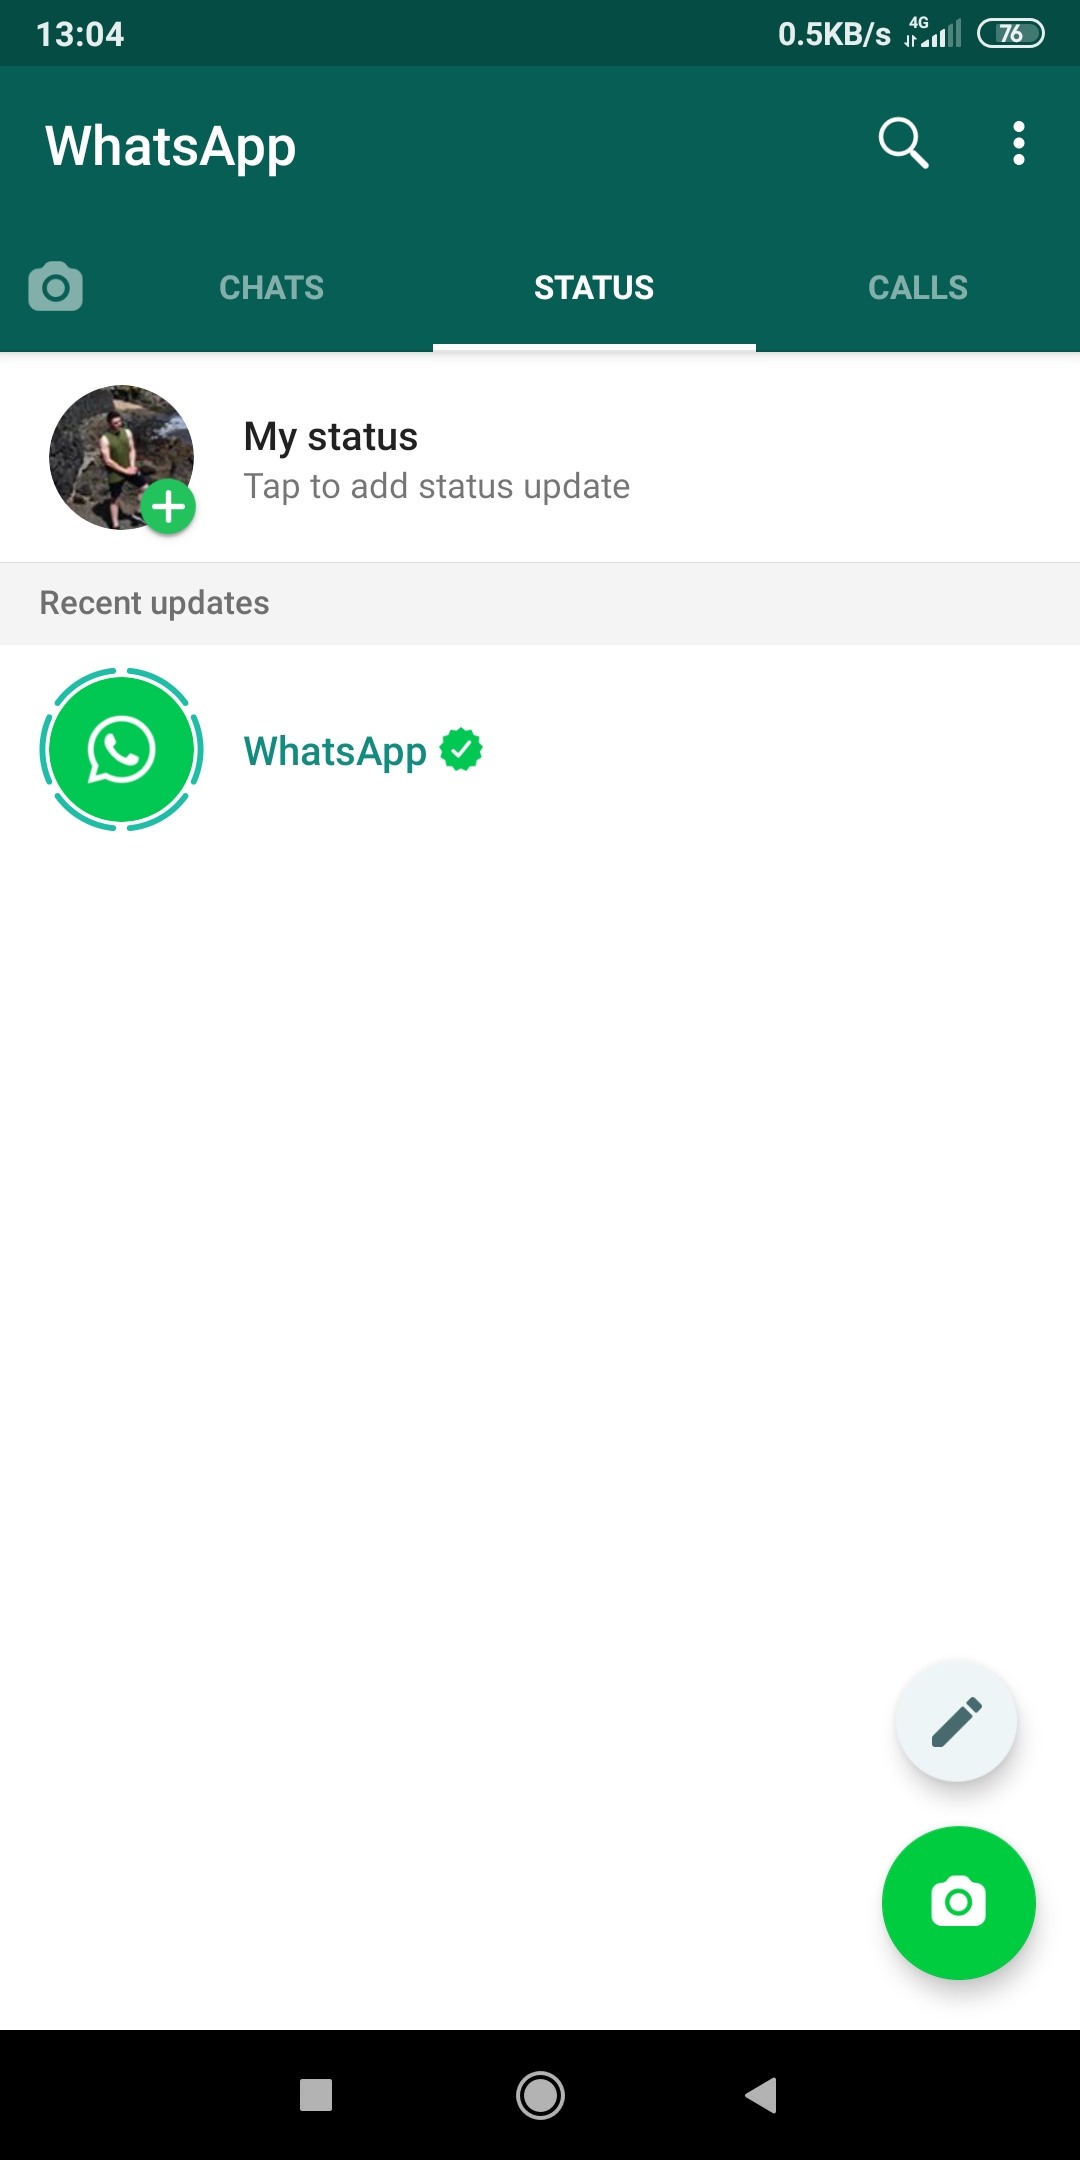 13:04 0.5KB/s 4G 76
WhatsApp
CHATS STATUS CALLS
My status
Tap to add status update
Recent updates
WhatsApp